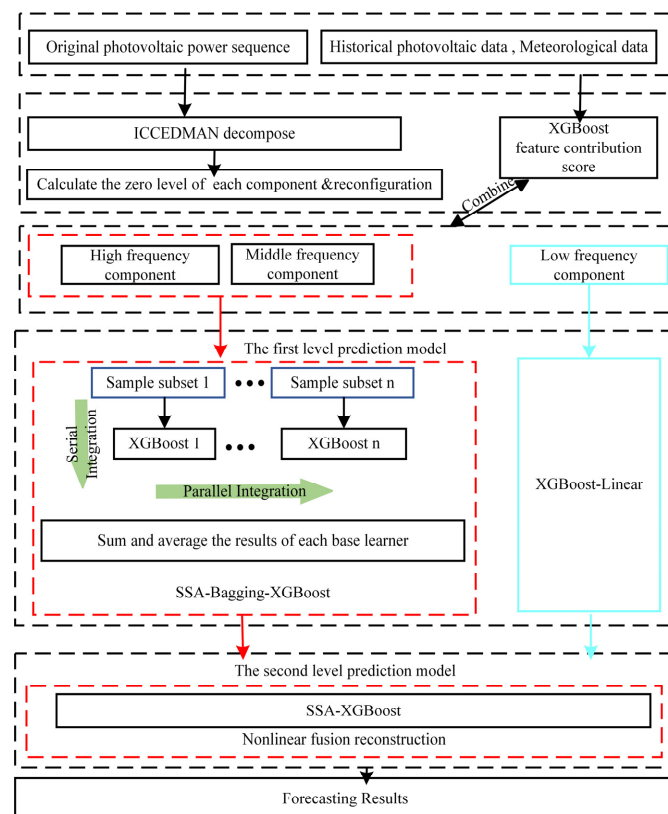 Original photovoltaic power sequence
Historical photovoltaic data , Meteorological data
ICCEDMAN decompose
XGBoost
feature contribution
score
Calculate the zero level of each component &reconfiguration
Combine
High frequency
component
Middle frequency
component
Low frequency
component
The first level prediction model
Sample subset 1
•••
Sample subset n
Serial
Integration
XGBoost 1
•••
XGBoost n
Parallel Integration
XGBoost-Linear
Sum and average the results of each base learner
SSA-Bagging-XGBoost
The second level prediction model
SSA-XGBoost
Nonlinear fusion reconstruction
Forecasting Results